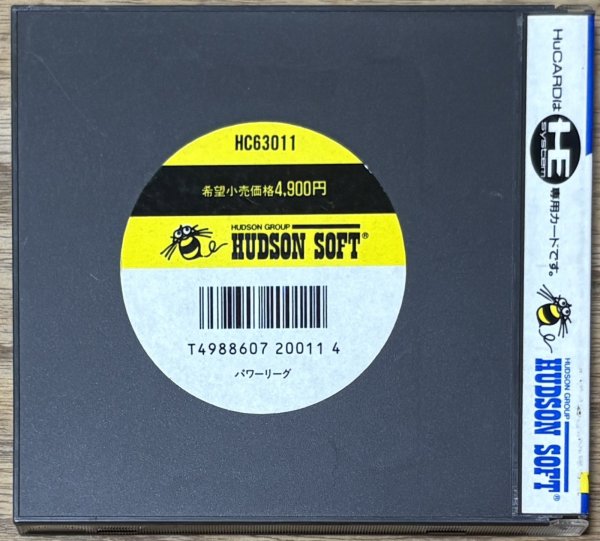 HC63011
希望小売価格4,900円
HUDSON GROUP
HUDSON SOFT®
T4988607 20011 4
パワーリーグ
HuCARDは
HE
system
専用カードです。
HUDSON GROUP
HUDSON SOFT®